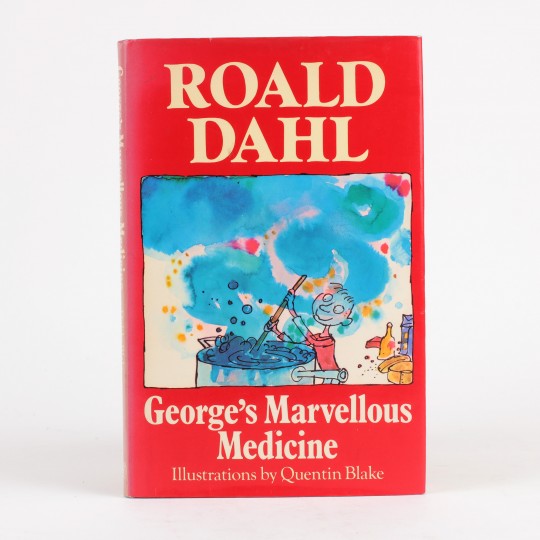 ROALD
DAHL
George's Marvellous
Medicine
Illustrations by Quentin Blake